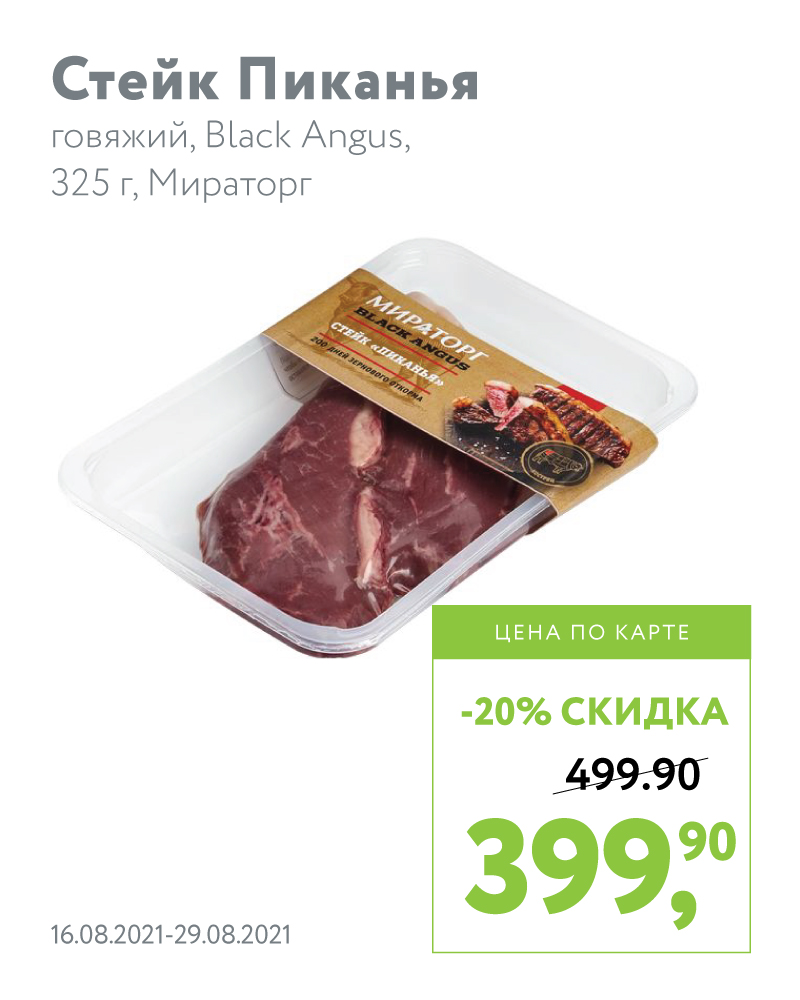 Стейк Пиканья
говяжий, Black Angus,
325 г, Мираторг
МИРАТОРГ
BLACK ANGUS
СТЕЙК «ПИКАНЬЯ»
200 ДНЕЙ ЗЕРНОВОГО ОТКОРМА
ЦЕНА ПО КАРТЕ
-20% СКИДКА
499.90
399,90
16.08.2021-29.08.2021